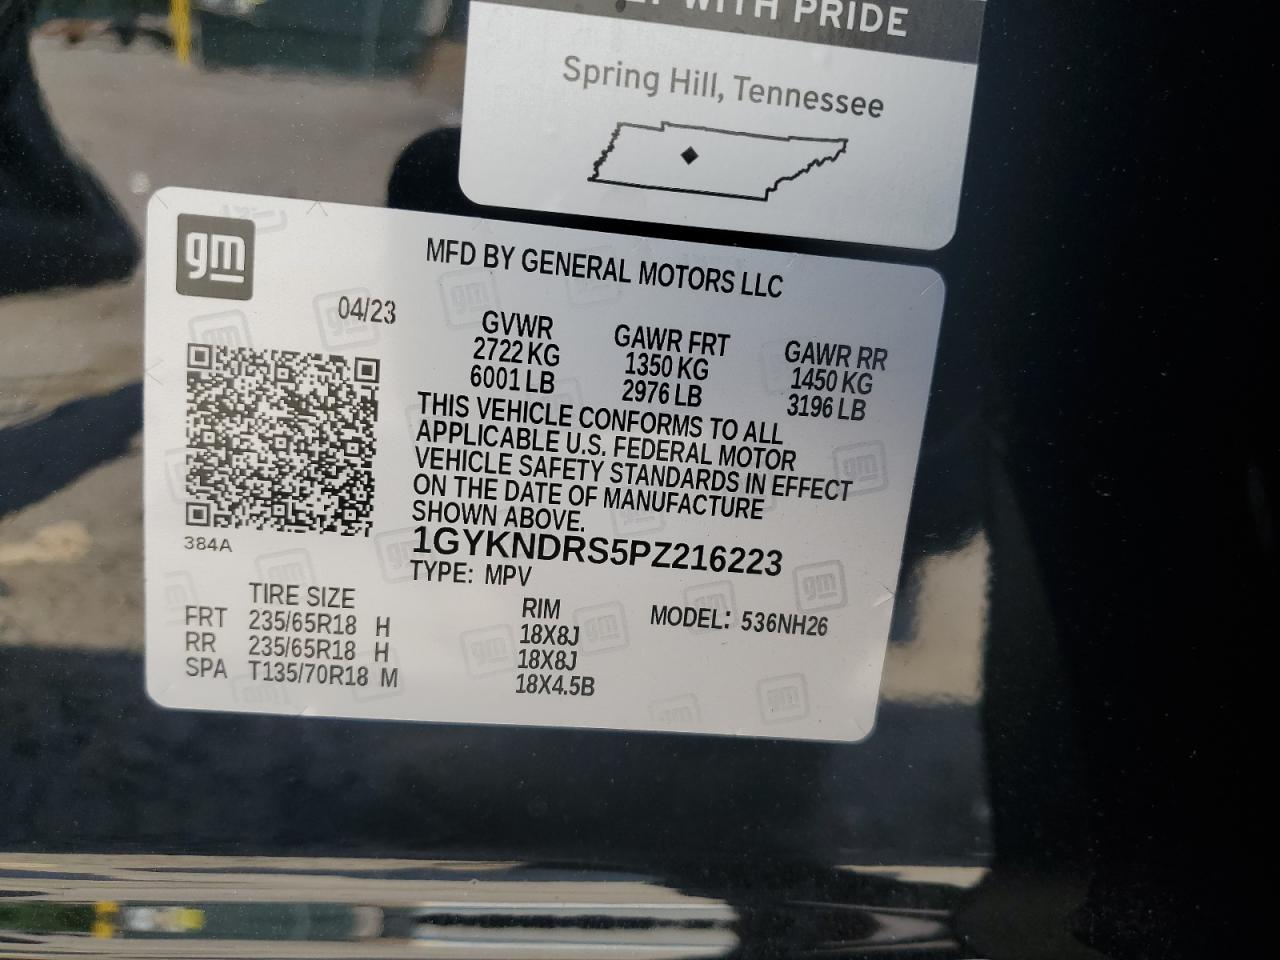 WITH PRIDE
Spring Hill, Tennessee
gm
MFD BY GENERAL MOTORS LLC
04/23
GVWR GAWR FRT GAWR RR
2722 KG 1350 KG 1450 KG
6001 LB 2976 LB 3196 LB
THIS VEHICLE CONFORMS TO ALL
APPLICABLE U.S. FEDERAL MOTOR
VEHICLE SAFETY STANDARDS IN EFFECT
ON THE DATE OF MANUFACTURE
SHOWN ABOVE.
384A
1GYKNDRS5PZ216223
TYPE: MPV
TIRE SIZE RIM MODEL: 536NH26
FRT 235/65R18 H 18X8J
RR 235/65R18 H 18X8J
SPA T135/70R18 M 18X4.5B